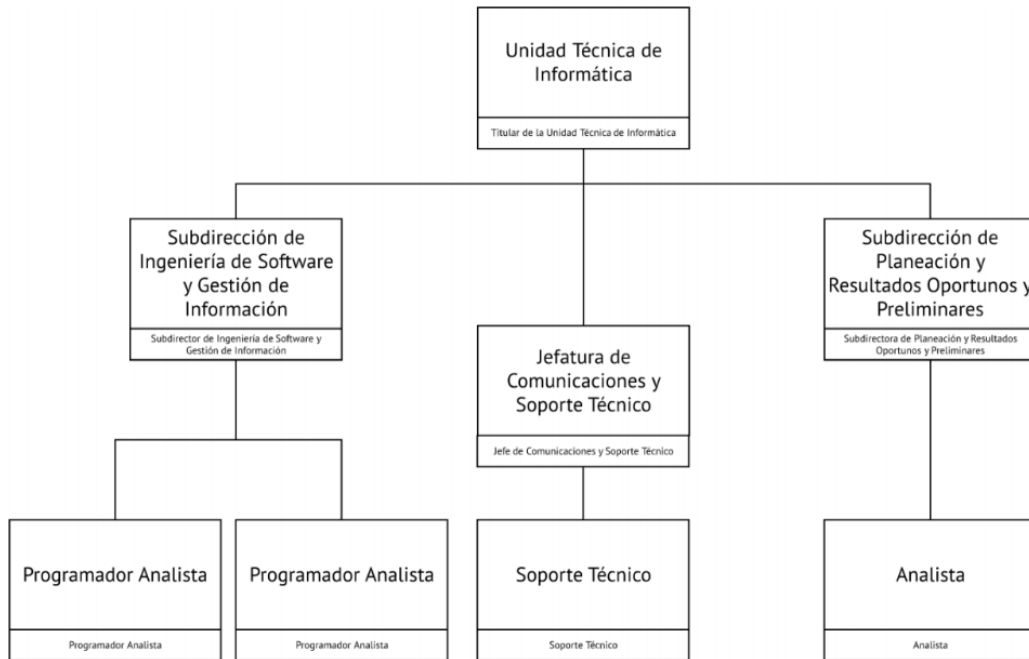 Unidad Técnica de
Informática
Titular de la Unidad Técnica de Informática
Subdirección de
Ingeniería de Software
y Gestión de
Información
Subdirector de Ingeniería de Software y
Gestión de Información
Jefatura de
Comunicaciones y
Soporte Técnico
Jefe de Comunicaciones y Soporte Técnico
Subdirección de
Planeación y
Resultados Oportunos y
Preliminares
Subdirectora de Planeación y Resultados
Oportunos y Preliminares
Programador Analista
Programador Analista
Programador Analista
Programador Analista
Soporte Técnico
Soporte Técnico
Analista
Analista